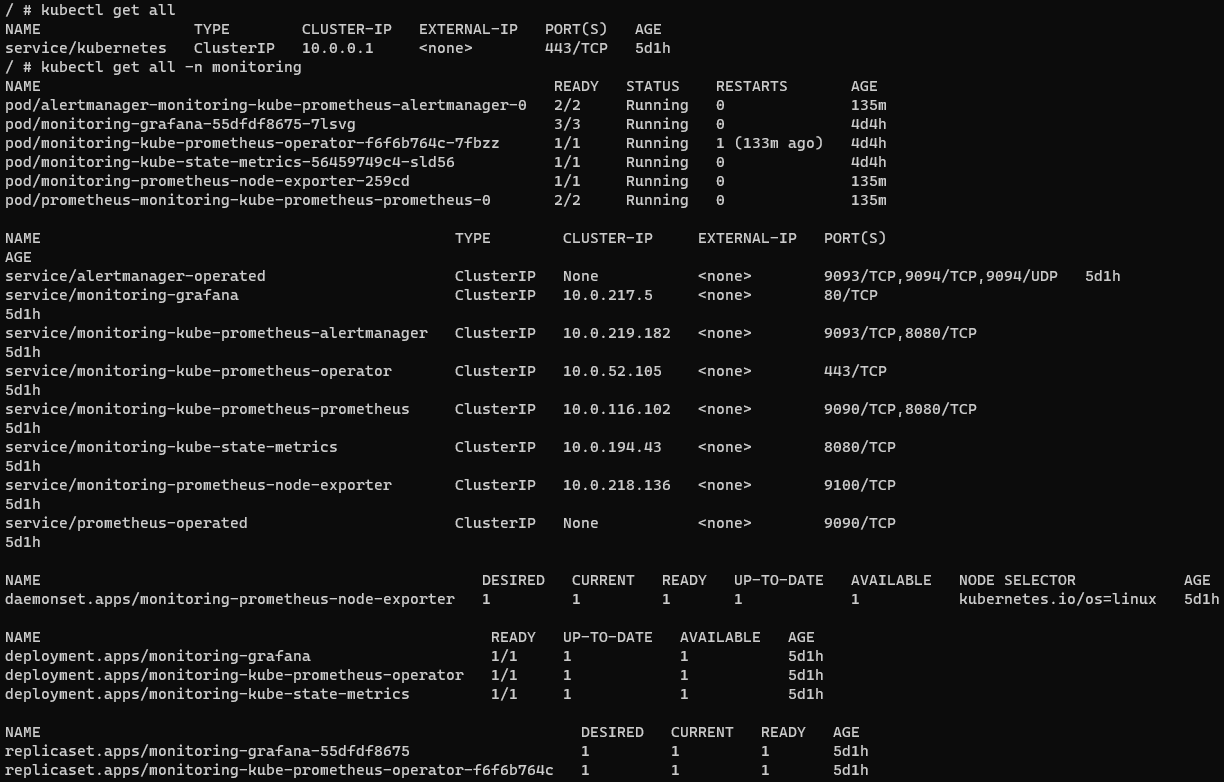 / # kubectl get all
NAME                 TYPE        CLUSTER-IP   EXTERNAL-IP   PORT(S)   AGE
service/kubernetes   ClusterIP   10.0.0.1     <none>        443/TCP   5d1h
/ # kubectl get all -n monitoring
NAME                                                         READY   STATUS    RESTARTS       AGE
pod/alertmanager-monitoring-kube-prometheus-alertmanager-0   2/2     Running   0              135m
pod/monitoring-grafana-55dfdf8675-7lsvg                      3/3     Running   0              4d4h
pod/monitoring-kube-prometheus-operator-f6f6b764c-7fbzz      1/1     Running   1 (133m ago)   4d4h
pod/monitoring-kube-state-metrics-56459749c4-sld56           1/1     Running   0              4d4h
pod/monitoring-prometheus-node-exporter-259cd                1/1     Running   0              135m
pod/prometheus-monitoring-kube-prometheus-prometheus-0       2/2     Running   0              135m

NAME                                              TYPE        CLUSTER-IP     EXTERNAL-IP   PORT(S)
AGE
service/alertmanager-operated                     ClusterIP   None           <none>        9093/TCP,9094/TCP,9094/UDP   5d1h
service/monitoring-grafana                        ClusterIP   10.0.217.5     <none>        80/TCP
5d1h
service/monitoring-kube-prometheus-alertmanager   ClusterIP   10.0.219.182   <none>        9093/TCP,8080/TCP
5d1h
service/monitoring-kube-prometheus-operator       ClusterIP   10.0.52.105    <none>        443/TCP
5d1h
service/monitoring-kube-prometheus-prometheus     ClusterIP   10.0.116.102   <none>        9090/TCP,8080/TCP
5d1h
service/monitoring-kube-state-metrics             ClusterIP   10.0.194.43    <none>        8080/TCP
5d1h
service/monitoring-prometheus-node-exporter       ClusterIP   10.0.218.136   <none>        9100/TCP
5d1h
service/prometheus-operated                       ClusterIP   None           <none>        9090/TCP
5d1h

NAME                                                 DESIRED   CURRENT   READY   UP-TO-DATE   AVAILABLE   NODE SELECTOR            AGE
daemonset.apps/monitoring-prometheus-node-exporter   1         1         1       1            1           kubernetes.io/os=linux   5d1h

NAME                                                  READY   UP-TO-DATE   AVAILABLE   AGE
deployment.apps/monitoring-grafana                    1/1     1            1           5d1h
deployment.apps/monitoring-kube-prometheus-operator   1/1     1            1           5d1h
deployment.apps/monitoring-kube-state-metrics         1/1     1            1           5d1h

NAME                                                            DESIRED   CURRENT   READY   AGE
replicaset.apps/monitoring-grafana-55dfdf8675                   1         1         1       5d1h
replicaset.apps/monitoring-kube-prometheus-operator-f6f6b764c   1         1         1       5d1h